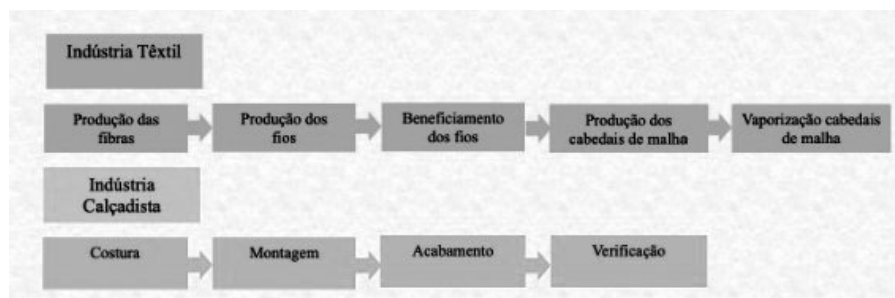 Indústria Têxtil
Produção das
fibras
Produção dos
fios
Beneficiamento
dos fios
Produção dos
cabedais de malha
Vaporização cabedais
de malha
Indústria
Calçadista
Costura
Montagem
Acabamento
Verificação